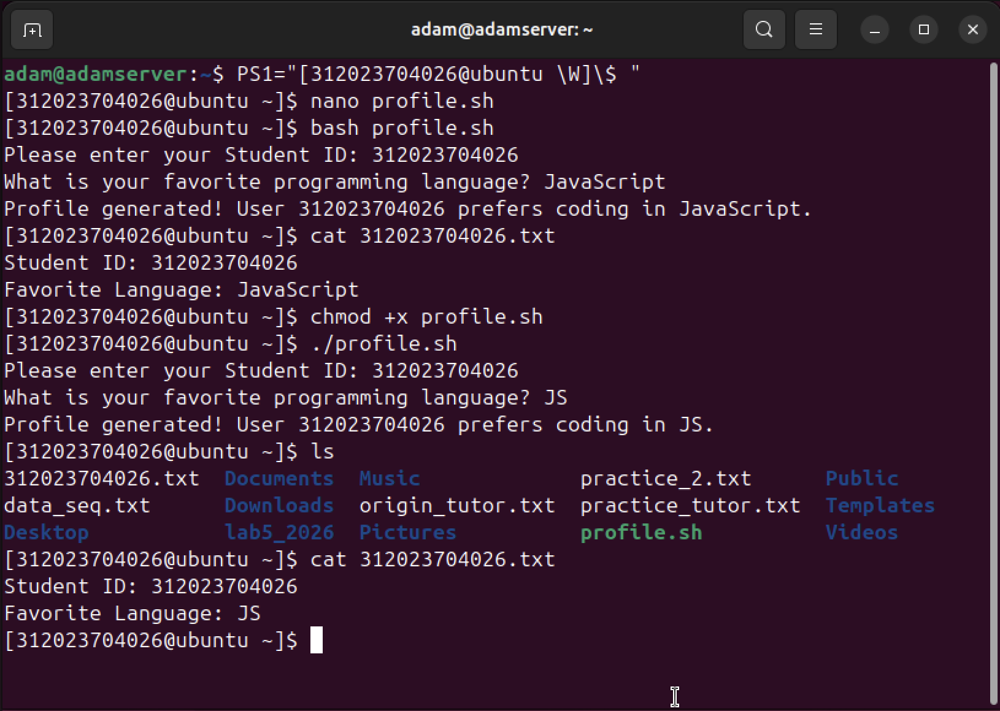 adam@adamserver: ~
adam@adamserver:~$ PS1="[312023704026@ubuntu \W]\$ "
[312023704026@ubuntu ~]$ nano profile.sh
[312023704026@ubuntu ~]$ bash profile.sh
Please enter your Student ID: 312023704026
What is your favorite programming language? JavaScript
Profile generated! User 312023704026 prefers coding in JavaScript.
[312023704026@ubuntu ~]$ cat 312023704026.txt
Student ID: 312023704026
Favorite Language: JavaScript
[312023704026@ubuntu ~]$ chmod +x profile.sh
[312023704026@ubuntu ~]$ ./profile.sh
Please enter your Student ID: 312023704026
What is your favorite programming language? JS
Profile generated! User 312023704026 prefers coding in JS.
[312023704026@ubuntu ~]$ ls
312023704026.txt  Documents  Music             practice_2.txt      Public
data_seq.txt      Downloads  origin_tutor.txt  practice_tutor.txt  Templates
Desktop           lab5_2026  Pictures          profile.sh          Videos
[312023704026@ubuntu ~]$ cat 312023704026.txt
Student ID: 312023704026
Favorite Language: JS
[312023704026@ubuntu ~]$